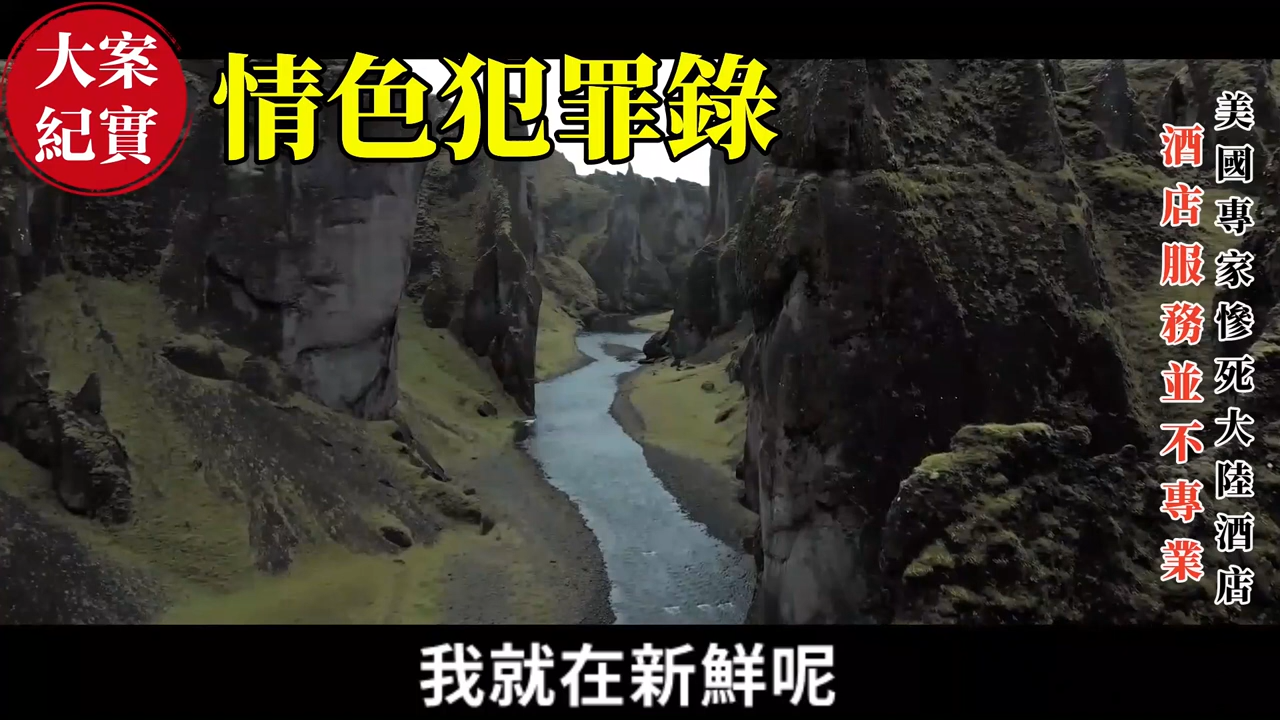 大案
紀實
情色犯罪錄
美國專家慘死大陸酒店
酒店服務並不專業
我就在新鮮呢